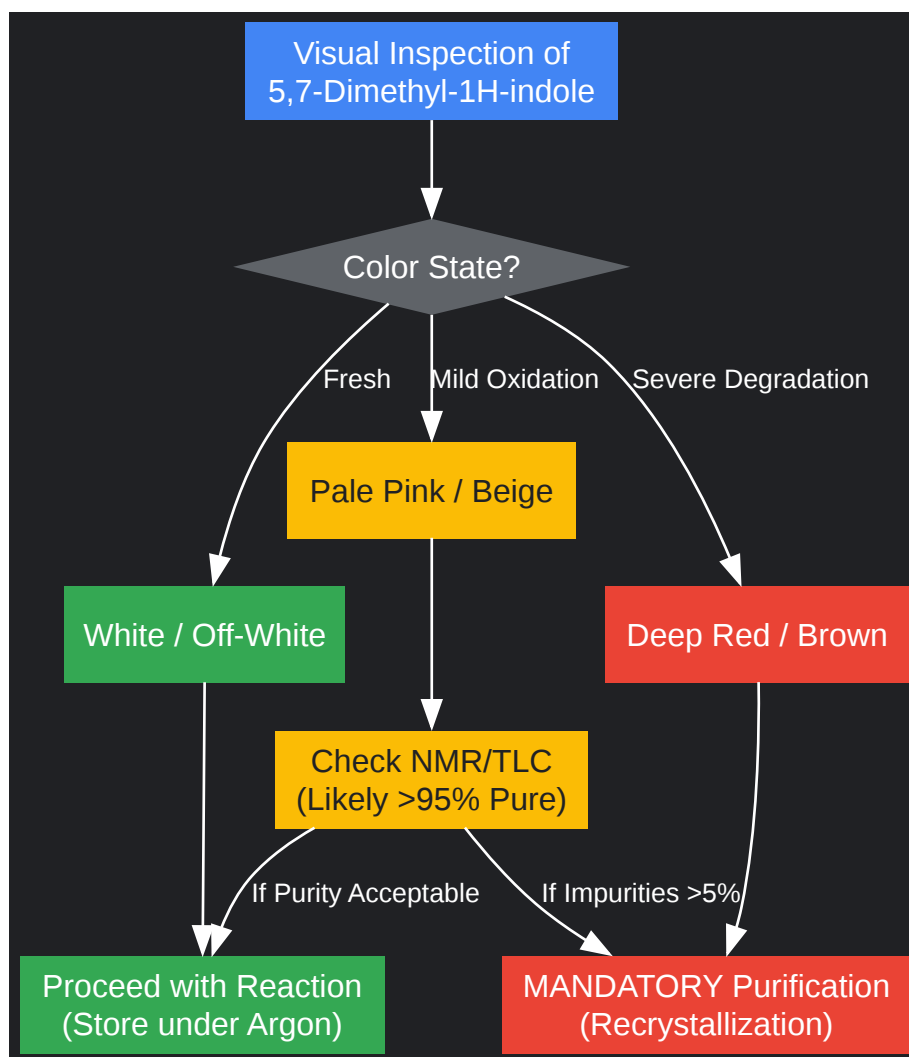 Visual Inspection of
5,7-Dimethyl-1H-indole
Color State?
Fresh
Mild Oxidation
Severe Degradation
Pale Pink / Beige
White / Off-White
Deep Red / Brown
Check NMR/TLC
(Likely >95% Pure)
If Purity Acceptable
If Impurities >5%
Proceed with Reaction
(Store under Argon)
MANDATORY Purification
(Recrystallization)